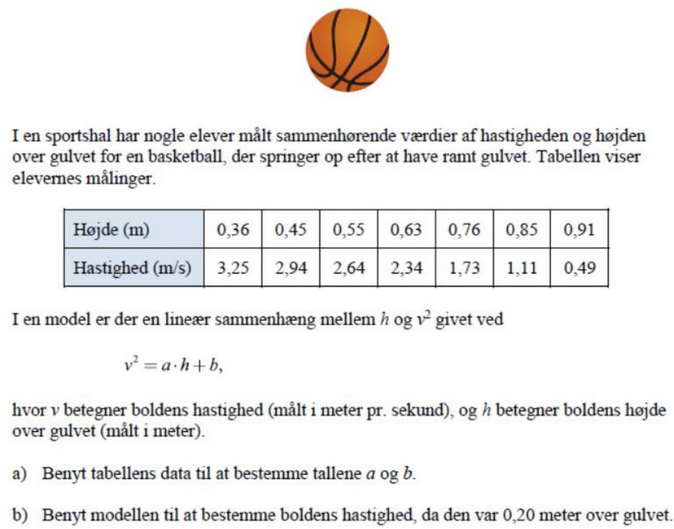 I en sportshal har nogle elever målt sammenhørende værdier af hastigheden og højden
over gulvet for en basketball, der springer op efter at have ramt gulvet. Tabellen viser
elevernes målinger.
Højde (m) 0,36 0,45 0,55 0,63 0,76 0,85 0,91
Hastighed (m/s) 3,25 2,94 2,64 2,34 1,73 1,11 0,49
I en model er der en lineær sammenhæng mellem h og v² givet ved
v² = a·h + b,
hvor v betegner boldens hastighed (målt i meter pr. sekund), og h betegner boldens højde
over gulvet (målt i meter).
a) Benyt tabellens data til at bestemme tallene a og b.
b) Benyt modellen til at bestemme boldens hastighed, da den var 0,20 meter over gulvet.